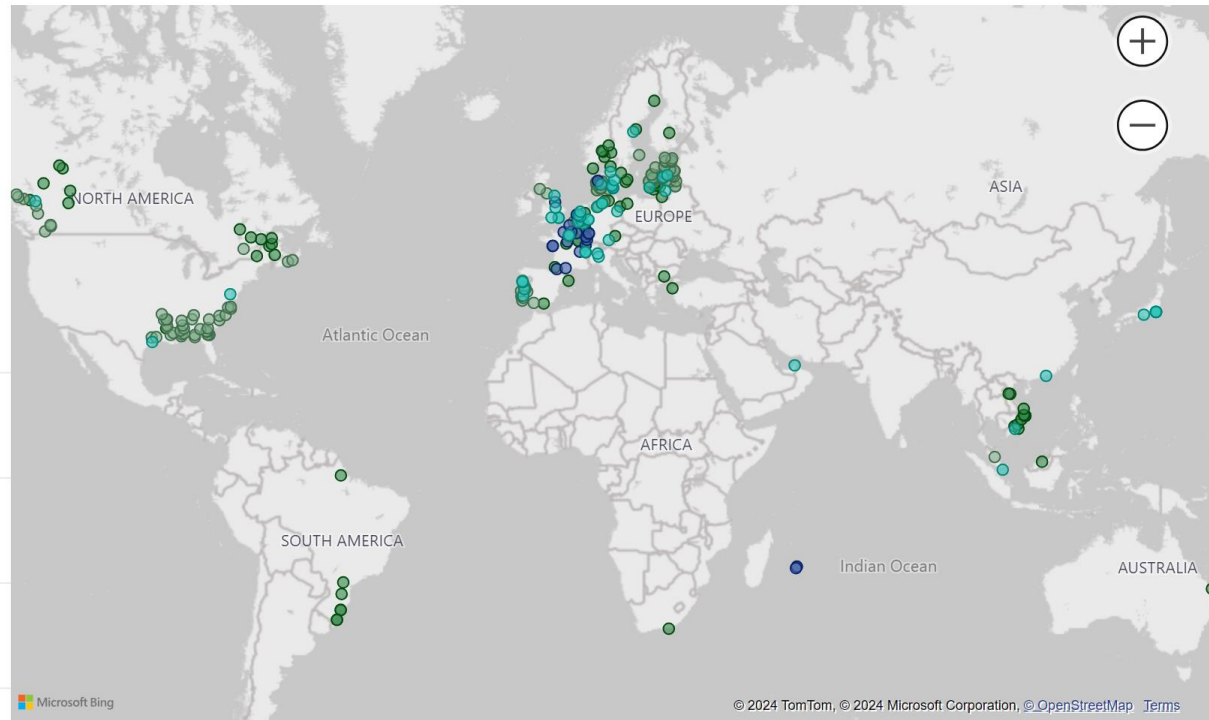 NORTH AMERICA
EUROPE
ASIA
Atlantic Ocean
AFRICA
SOUTH AMERICA
Indian Ocean
AUSTRALIA
Microsoft Bing
© 2024 TomTom, © 2024 Microsoft Corporation, © OpenStreetMap Terms